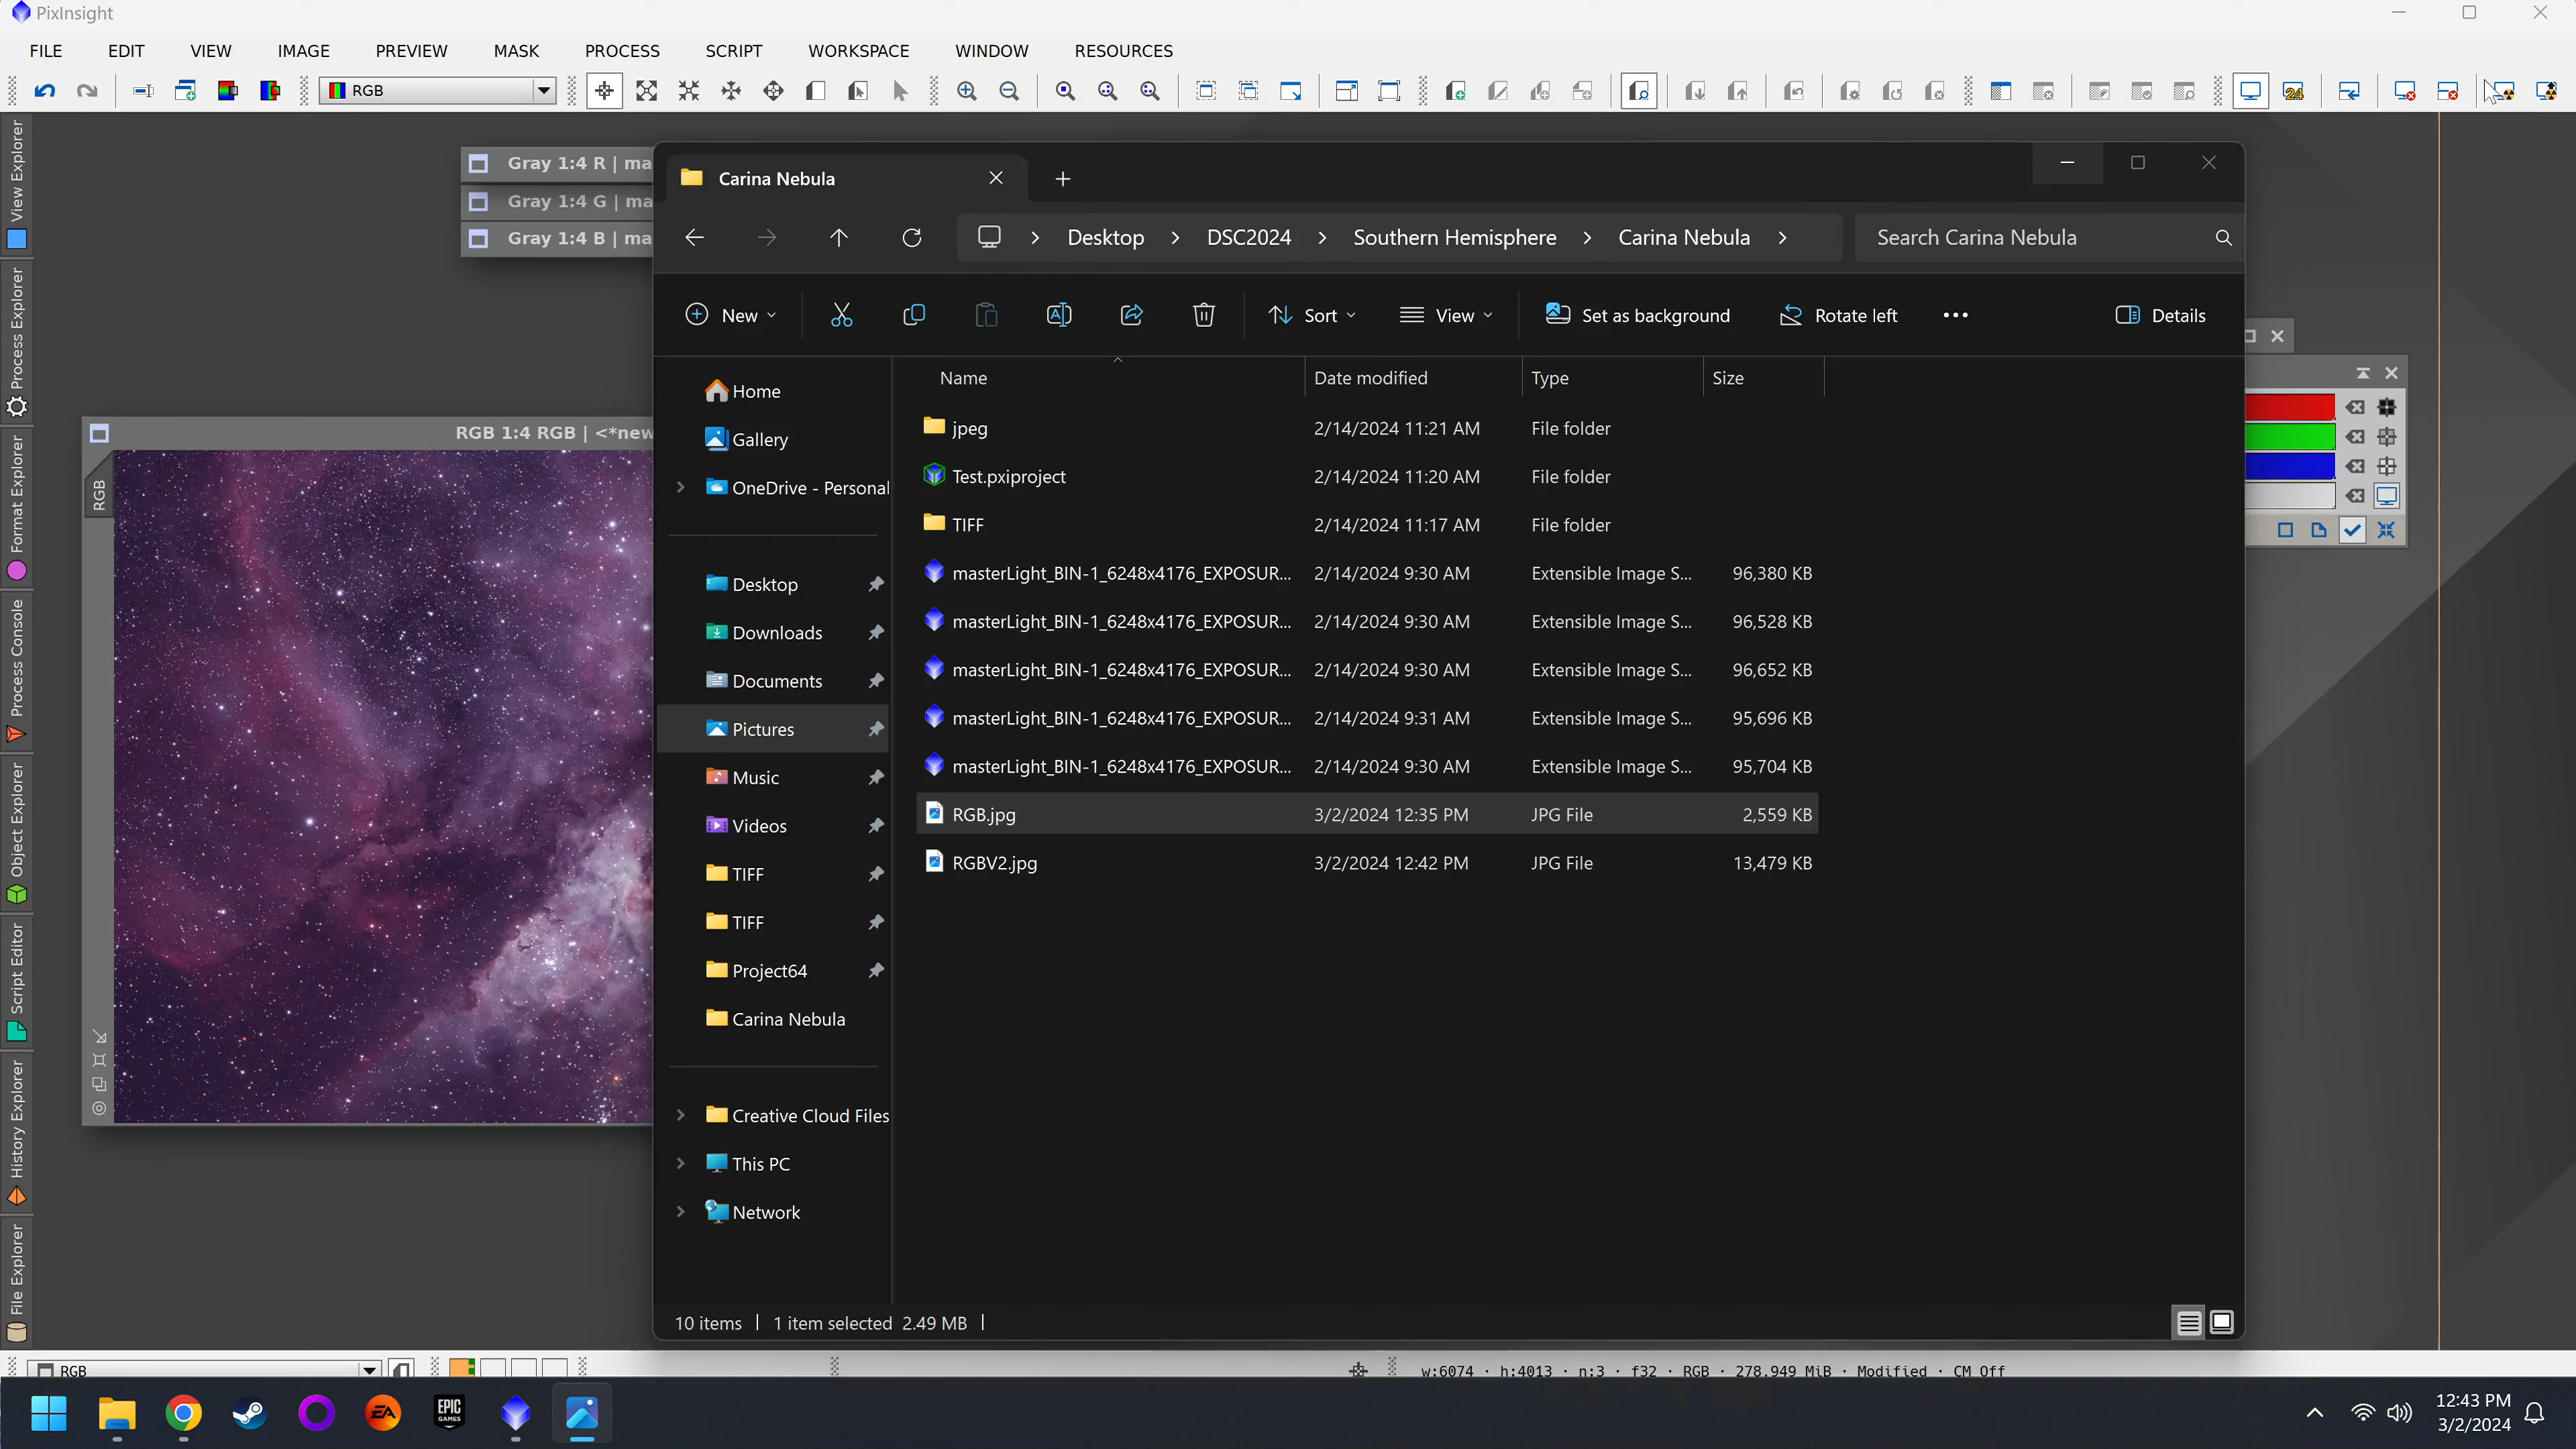 PixInsight
FILE EDIT VIEW IMAGE PREVIEW MASK PROCESS SCRIPT WORKSPACE WINDOW RESOURCES
RGB
24
View Explorer
Process Explorer
Format Explorer
Process Console
Object Explorer
Script Editor
History Explorer
File Explorer
Gray 1:4 R | ma
Gray 1:4 G | ma
Gray 1:4 B | ma
RGB 1:4 RGB | <*new
RGB
Carina Nebula
Desktop > DSC2024 > Southern Hemisphere > Carina Nebula >
Search Carina Nebula
New Sort View Set as background Rotate left Details
Home
Gallery
OneDrive - Personal
Desktop
Downloads
Documents
Pictures
Music
Videos
TIFF
TIFF
Project64
Carina Nebula
Creative Cloud Files
This PC
Network
Name Date modified Type Size
jpeg 2/14/2024 11:21 AM File folder
Test.pxiproject 2/14/2024 11:20 AM File folder
TIFF 2/14/2024 11:17 AM File folder
masterLight_BIN-1_6248x4176_EXPOSUR... 2/14/2024 9:30 AM Extensible Image S... 96,380 KB
masterLight_BIN-1_6248x4176_EXPOSUR... 2/14/2024 9:30 AM Extensible Image S... 96,528 KB
masterLight_BIN-1_6248x4176_EXPOSUR... 2/14/2024 9:30 AM Extensible Image S... 96,652 KB
masterLight_BIN-1_6248x4176_EXPOSUR... 2/14/2024 9:31 AM Extensible Image S... 95,696 KB
masterLight_BIN-1_6248x4176_EXPOSUR... 2/14/2024 9:30 AM Extensible Image S... 95,704 KB
RGB.jpg 3/2/2024 12:35 PM JPG File 2,559 KB
RGBV2.jpg 3/2/2024 12:42 PM JPG File 13,479 KB
10 items | 1 item selected 2.49 MB |
RGB
w:6074 · h:4013 · n:3 · f32 · RGB · 278.949 MiB · Modified · CM Off
EA
EPIC GAMES
12:43 PM
3/2/2024